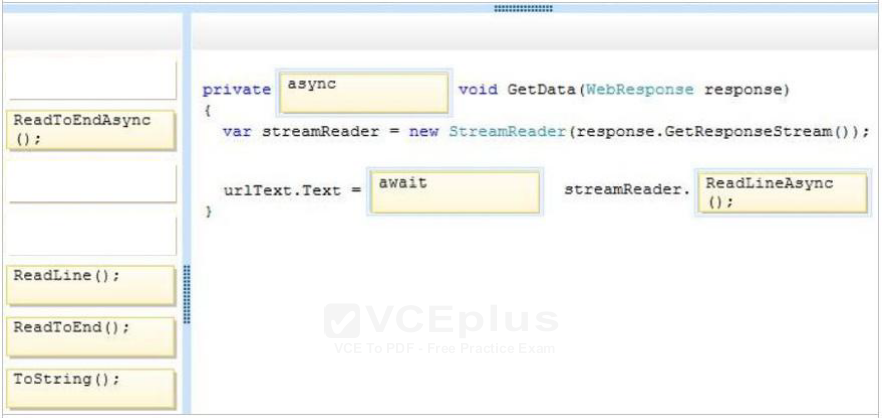 ReadToEndAsync
();
ReadLine();
ReadToEnd();
ToString();
private async void GetData(WebResponse response)
{
var streamReader = new StreamReader(response.GetResponseStream());
urlText.Text = await streamReader. ReadLineAsync
();
}
VCEplus
VCE To PDF - Free Practice Exam